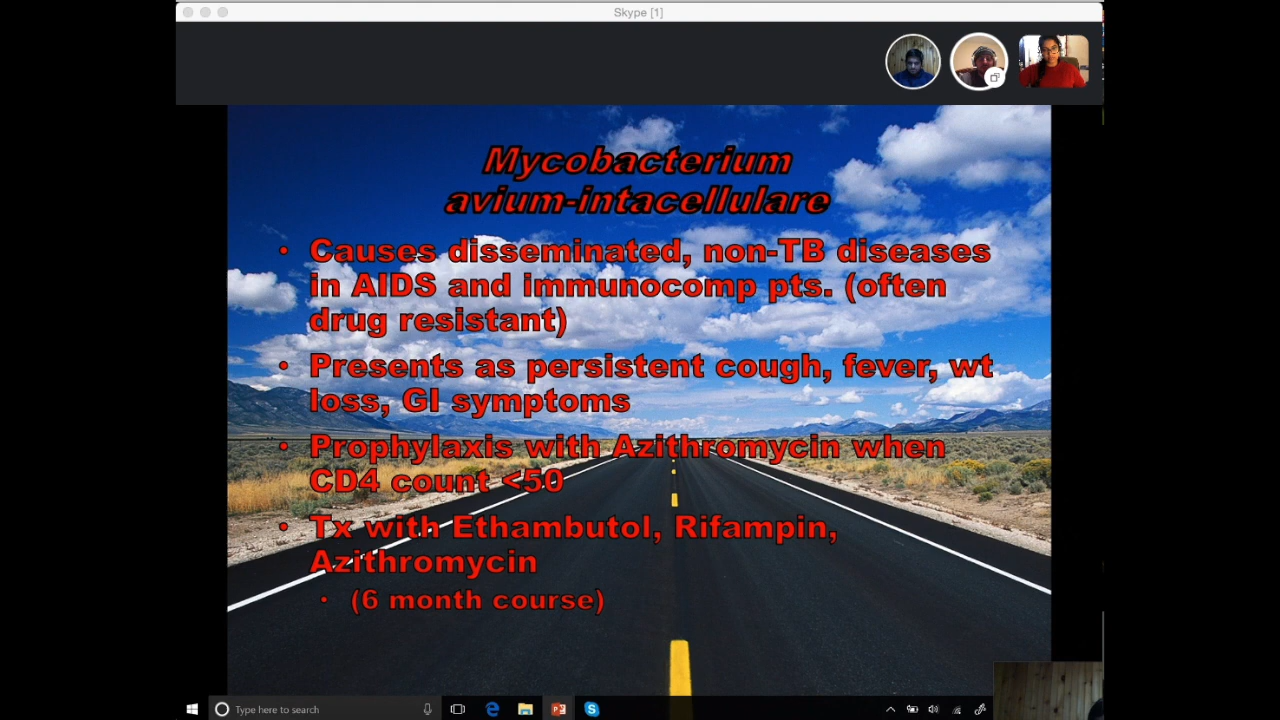 Skype [1]
Mycobacterium
avium-intacellulare
• Causes disseminated, non-TB diseases
in AIDS and immunocomp pts. (often
drug resistant)
• Presents as persistent cough, fever, wt
loss, GI symptoms
• Prophylaxis with Azithromycin when
CD4 count <50
• Tx with Ethambutol, Rifampin,
Azithromycin
• (6 month course)
Type here to search